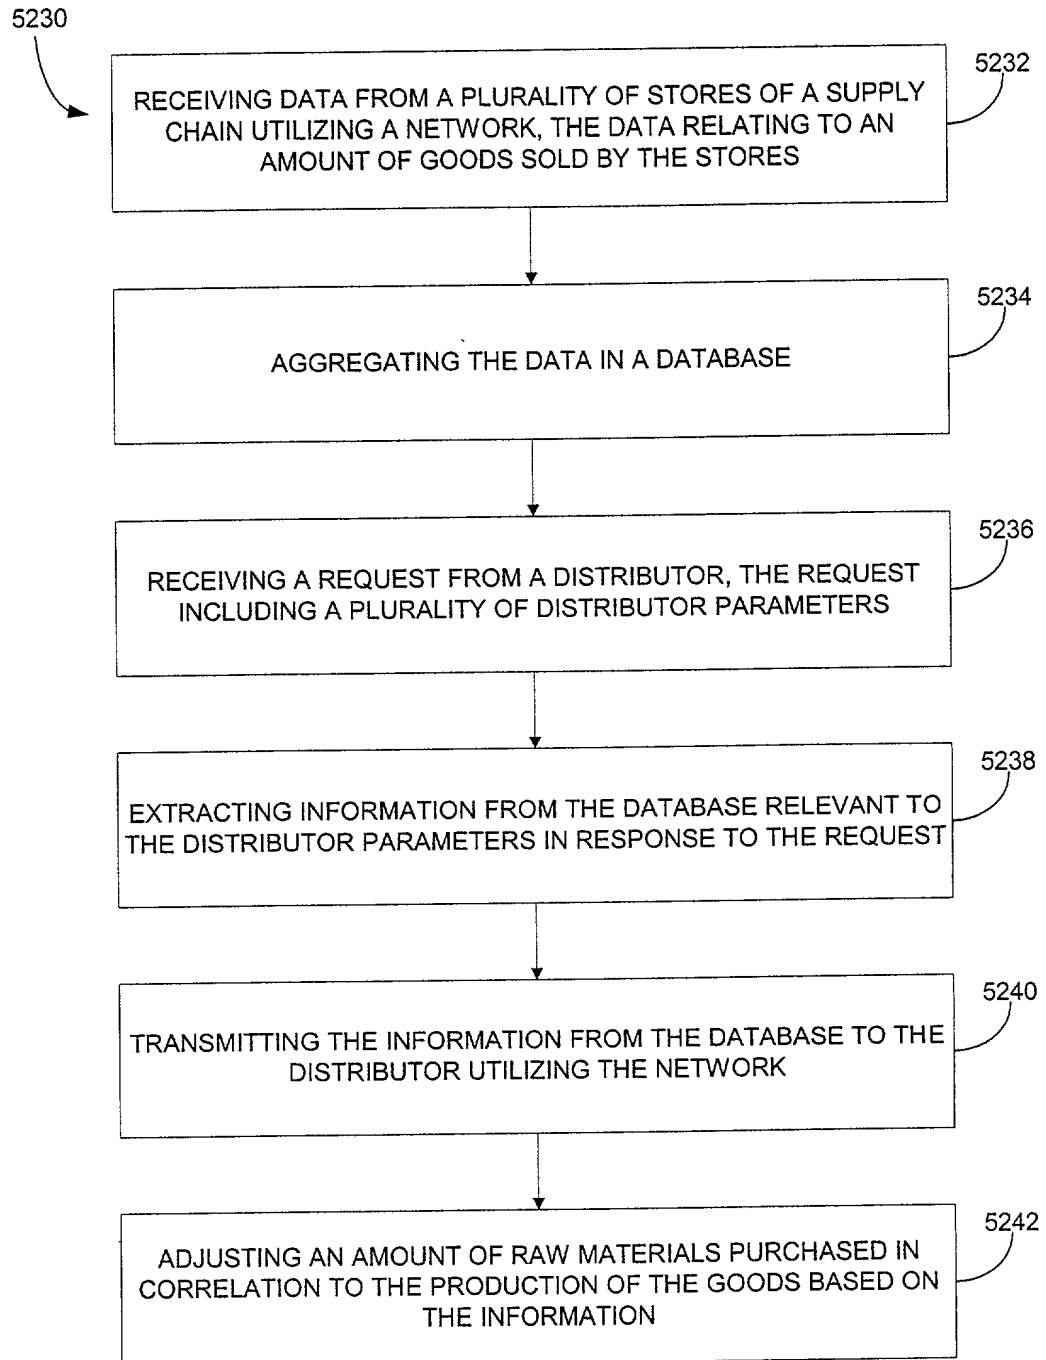 5230
5232
RECEIVING DATA FROM A PLURALITY OF STORES OF A SUPPLY
CHAIN UTILIZING A NETWORK, THE DATA RELATING TO AN
AMOUNT OF GOODS SOLD BY THE STORES
5234
AGGREGATING THE DATA IN A DATABASE
5236
RECEIVING A REQUEST FROM A DISTRIBUTOR, THE REQUEST
INCLUDING A PLURALITY OF DISTRIBUTOR PARAMETERS
5238
EXTRACTING INFORMATION FROM THE DATABASE RELEVANT TO
THE DISTRIBUTOR PARAMETERS IN RESPONSE TO THE REQUEST
5240
TRANSMITTING THE INFORMATION FROM THE DATABASE TO THE
DISTRIBUTOR UTILIZING THE NETWORK
5242
ADJUSTING AN AMOUNT OF RAW MATERIALS PURCHASED IN
CORRELATION TO THE PRODUCTION OF THE GOODS BASED ON
THE INFORMATION